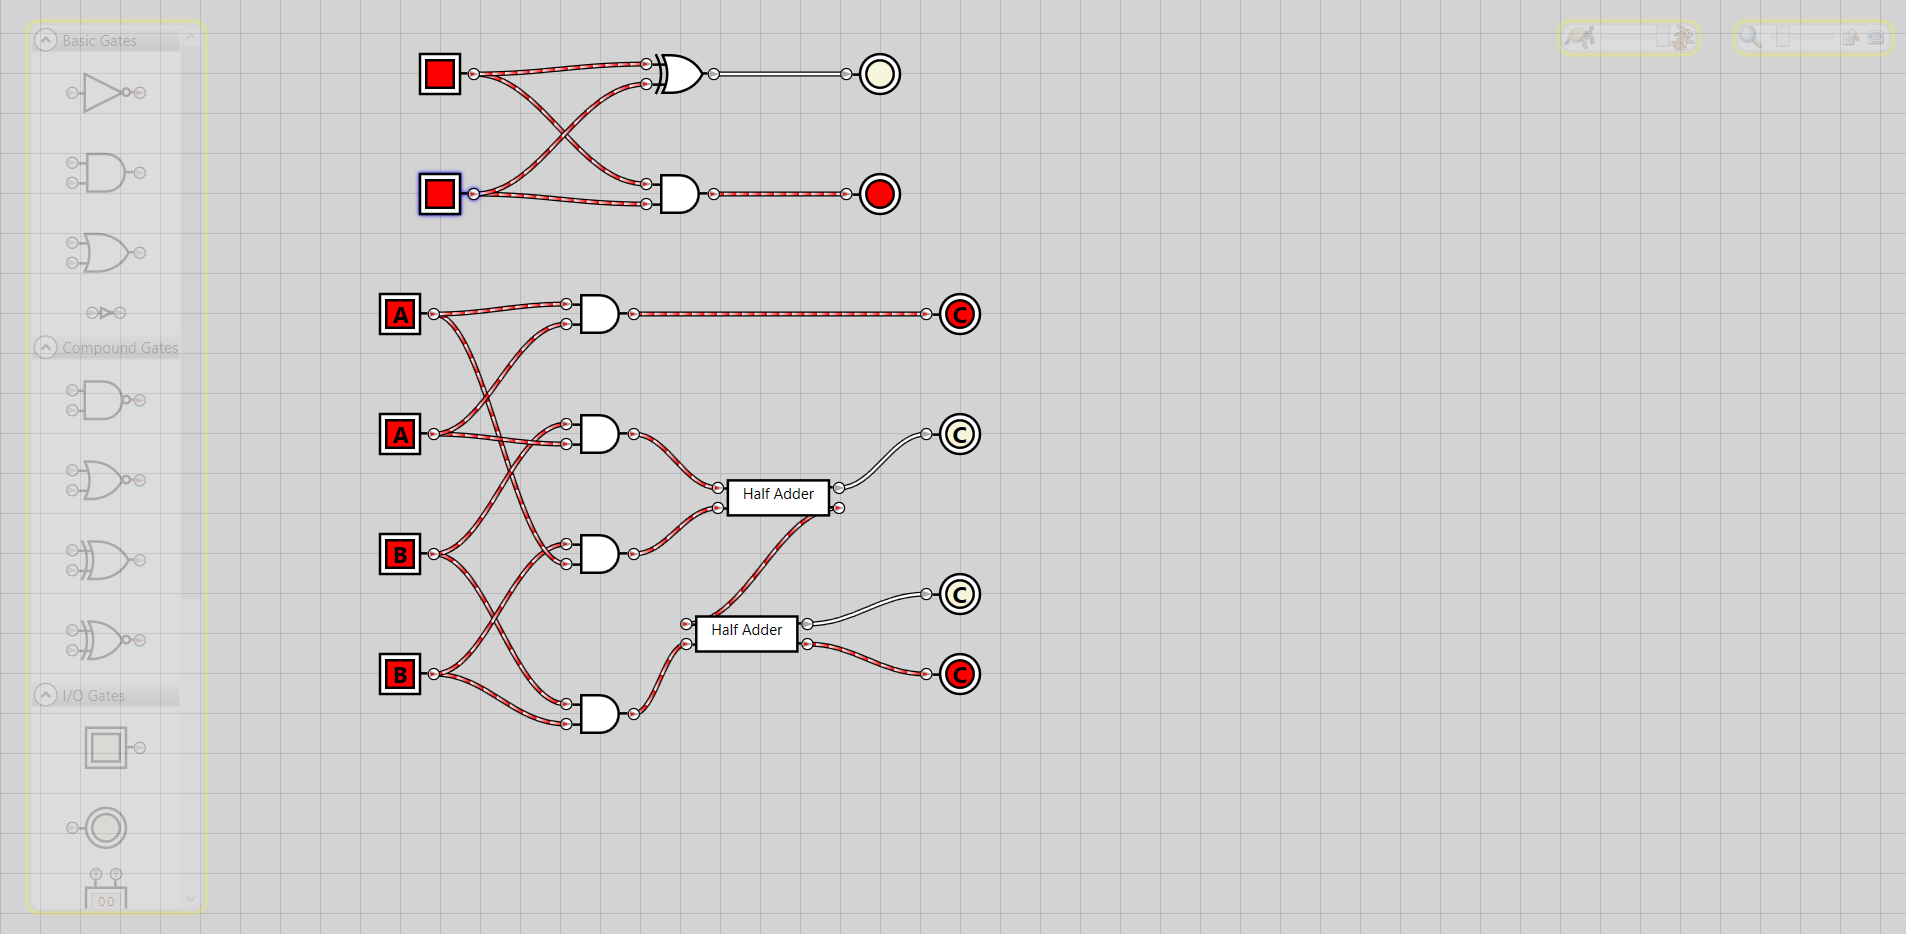 Basic Gates
Compound Gates
I/O Gates
00
A
C
A
C
B
Half Adder
C
Half Adder
B
C